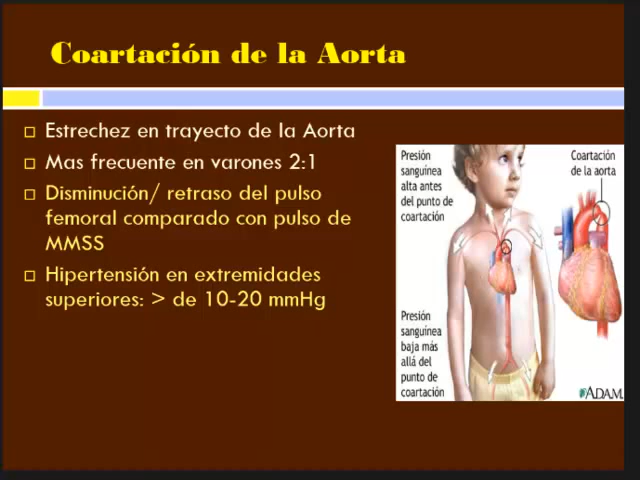 Coartación de la Aorta
Estrechez en trayecto de la Aorta
Mas frecuente en varones 2:1
Disminución/ retraso del pulso
femoral comparado con pulso de
MMSS
Hipertensión en extremidades
superiores: > de 10-20 mmHg
Presión
sanguínea
alta antes
del punto de
coartación
Coartación
de la aorta
Presión
sanguínea
baja más
allá del
punto de
coartación
ADAM